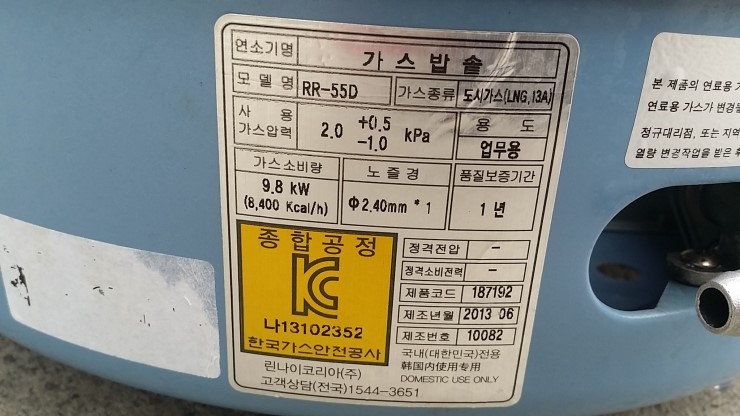 연소기명 가스밥솥
모델명 RR-55D 가스종류 도시가스(LNG,13A)
사용 가스압력 2.0 +0.5 -1.0 kPa 용도 업무용
가스소비량 노즐경 품질보증기간
9.8 kW (8,400 Kcal/h) Φ2.40mm * 1 1 년
종합공정
KC
나13102352
한국가스안전공사
정격전압 –
정격소비전력 –
제품코드 187192
제조년월 2013 06
제조번호 10082
국내(대한민국)전용
韩国内使用专用
DOMESTIC USE ONLY
린나이코리아(주)
고객상담(전국)1544-3651
본 제품의 연료용
연료용 가스가 변경될
정규대리점, 또는 지역
열량 변경작업을 받은 후